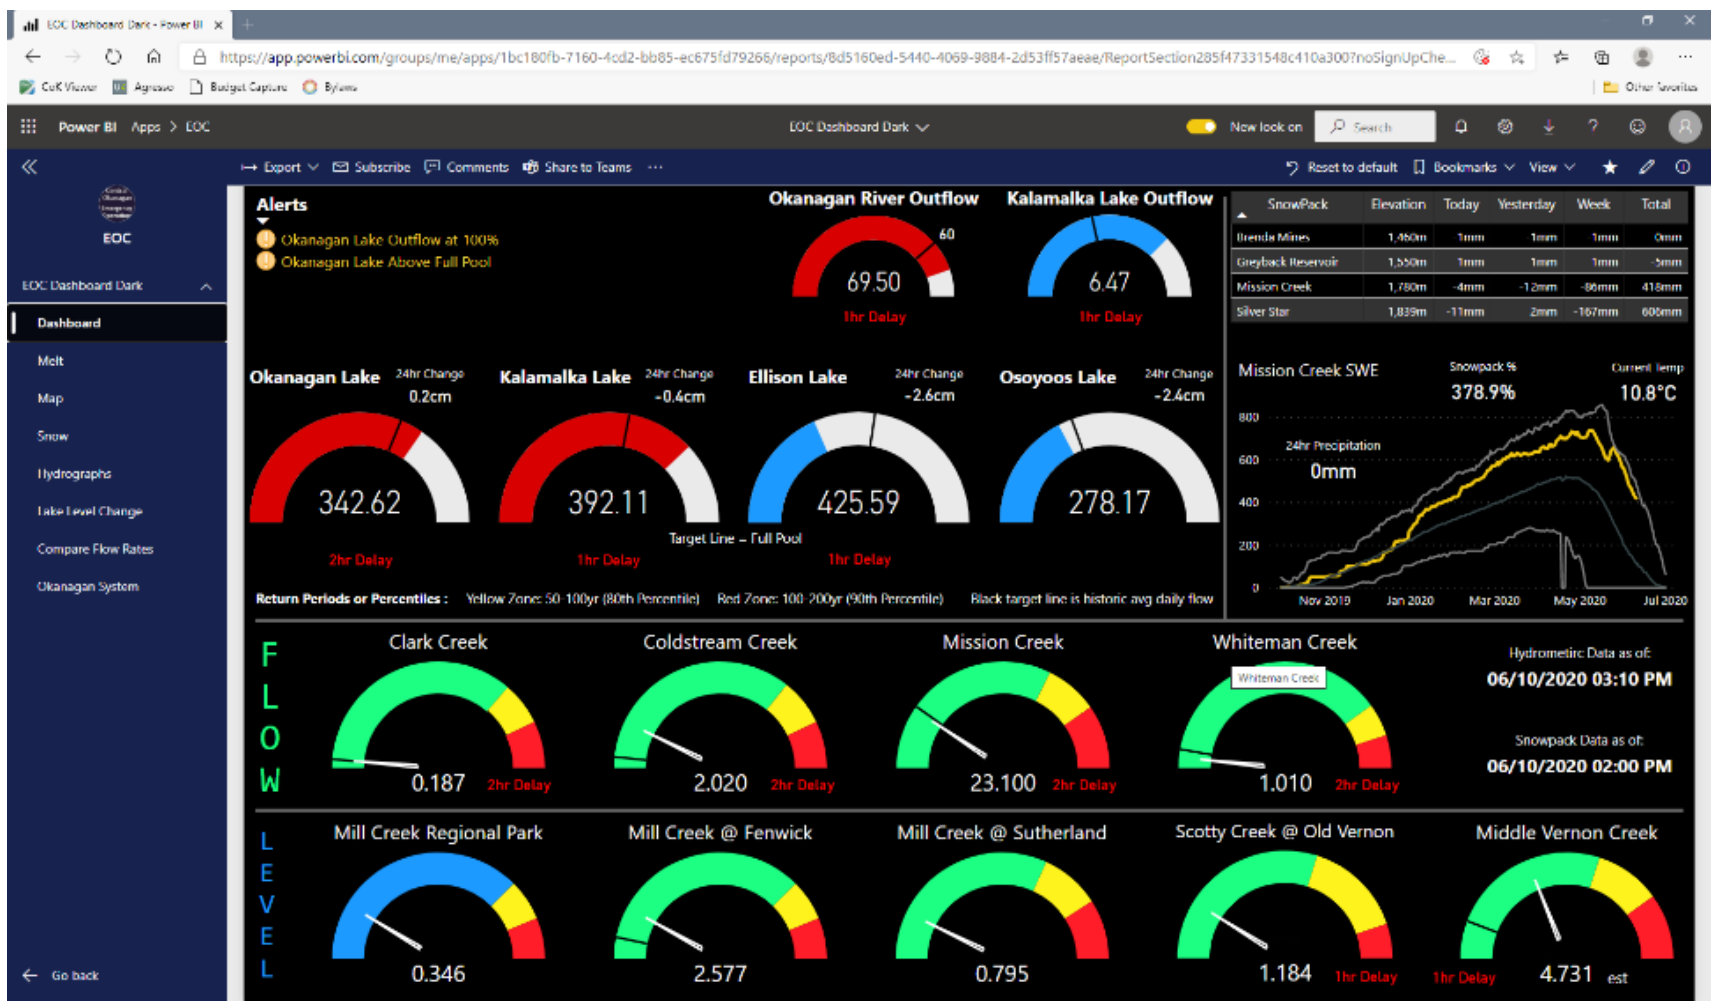 EOC Dashboard Dark - Power BI
https://app.powerbi.com/groups/me/apps/1bc180fb-7160-4cd2-bb85-ec675fd79266/reports/8d5160ed-5440-4069-9884-2d53ff57aeae/ReportSection285f47331548c410a300?noSignUpChe...
CoK Viewer Agresso Budget Capture Bylaws Other favorites
Power BI Apps > EOC EOC Dashboard Dark New look on Search
Export Subscribe Comments Share to Teams ... Reset to default Bookmarks View
EOC
EOC Dashboard Dark
Dashboard
Melt
Map
Snow
Hydrographs
Lake Level Change
Compare Flow Rates
Okanagan System
Go back
Alerts
Okanagan Lake Outflow at 100%
Okanagan Lake Above Full Pool
Okanagan River Outflow
60
69.50
1hr Delay
Kalamalka Lake Outflow
6.47
1hr Delay
SnowPack Elevation Today Yesterday Week Total
Brenda Mines 1,460m 1mm 1mm 1mm 0mm
Greyback Reservoir 1,550m 1mm 1mm 1mm -5mm
Mission Creek 1,780m -4mm -12mm -86mm 418mm
Silver Star 1,839m -11mm 2mm -167mm 606mm
Okanagan Lake 24hr Change
0.2cm
342.62
2hr Delay
Kalamalka Lake 24hr Change
-0.4cm
392.11
1hr Delay
Ellison Lake 24hr Change
-2.6cm
425.59
1hr Delay
Osoyoos Lake 24hr Change
-2.4cm
278.17
Target Line = Full Pool
Mission Creek SWE
Snowpack %
378.9%
Current Temp
10.8°C
24hr Precipitation
0mm
800
600
400
200
0
Nov 2019 Jan 2020 Mar 2020 May 2020 Jul 2020
Return Periods or Percentiles : Yellow Zone: 50-100yr (80th Percentile) Red Zone: 100-200yr (90th Percentile) Black target line is historic avg daily flow
FLOW
Clark Creek
0.187 2hr Delay
Coldstream Creek
2.020 2hr Delay
Mission Creek
23.100 2hr Delay
Whiteman Creek
Whiteman Creek
1.010 2hr Delay
Hydrometirc Data as of:
06/10/2020 03:10 PM
Snowpack Data as of:
06/10/2020 02:00 PM
LEVEL
Mill Creek Regional Park
0.346
Mill Creek @ Fenwick
2.577
Mill Creek @ Sutherland
0.795
Scotty Creek @ Old Vernon
1.184 1hr Delay
Middle Vernon Creek
1hr Delay 4.731 est